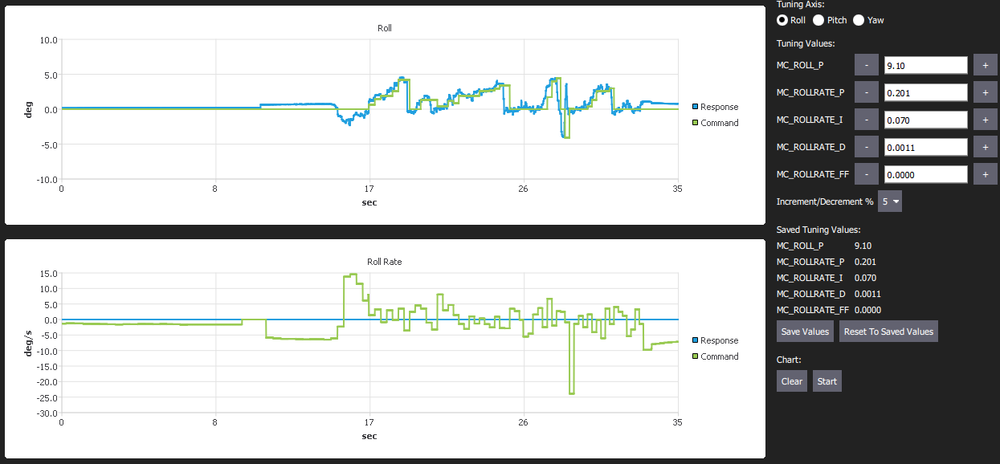 Roll
10.0
5.0
0.0
-5.0
-10.0
deg
0
8
17
26
35
sec
Response
Command
Roll Rate
15.0
10.0
5.0
0.0
-5.0
-10.0
-15.0
-20.0
-25.0
-30.0
deg/s
0
8
17
26
35
sec
Response
Command
Tuning Axis:
Roll Pitch Yaw
Tuning Values:
MC_ROLL_P - 9.10 +
MC_ROLLRATE_P - 0.201 +
MC_ROLLRATE_I - 0.070 +
MC_ROLLRATE_D - 0.0011 +
MC_ROLLRATE_FF - 0.0000 +
Increment/Decrement % 5
Saved Tuning Values:
MC_ROLL_P 9.10
MC_ROLLRATE_P 0.201
MC_ROLLRATE_I 0.070
MC_ROLLRATE_D 0.0011
MC_ROLLRATE_FF 0.0000
Save Values Reset To Saved Values
Chart:
Clear Start